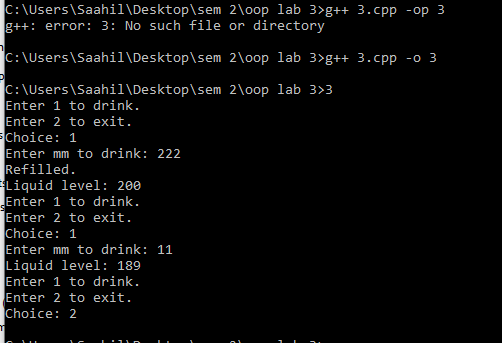 C:\Users\Saahil\Desktop\sem 2\oop lab 3>g++ 3.cpp -op 3
g++: error: 3: No such file or directory
C:\Users\Saahil\Desktop\sem 2\oop lab 3>g++ 3.cpp -o 3
C:\Users\Saahil\Desktop\sem 2\oop lab 3>3
Enter 1 to drink.
Enter 2 to exit.
Choice: 1
Enter mm to drink: 222
Refilled.
Liquid level: 200
Enter 1 to drink.
Enter 2 to exit.
Choice: 1
Enter mm to drink: 11
Liquid level: 189
Enter 1 to drink.
Enter 2 to exit.
Choice: 2